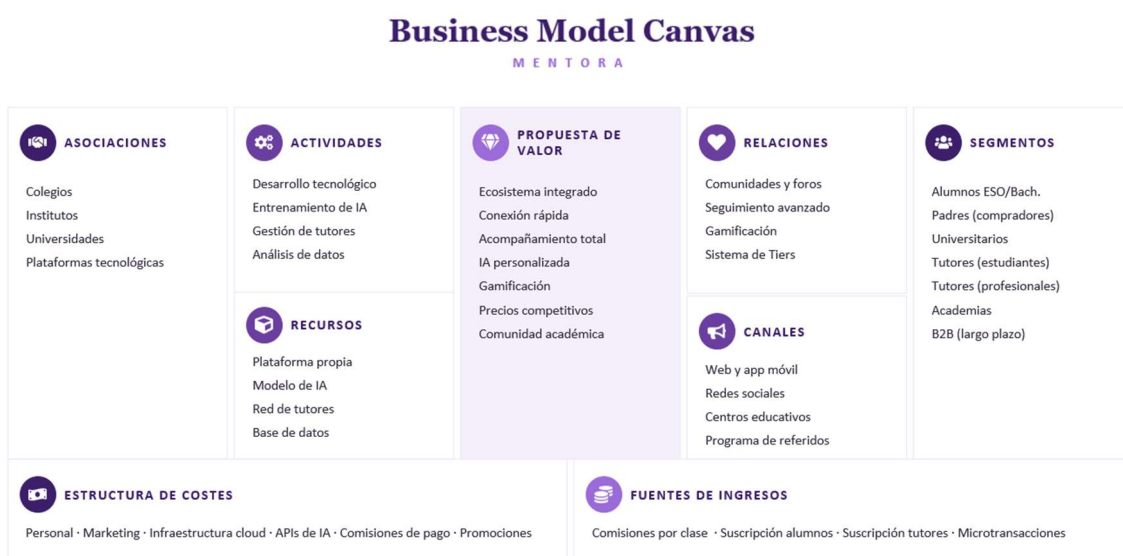 Business Model Canvas
MENTORA
ASOCIACIONES
Colegios
Institutos
Universidades
Plataformas tecnológicas
ACTIVIDADES
Desarrollo tecnológico
Entrenamiento de IA
Gestión de tutores
Análisis de datos
RECURSOS
Plataforma propia
Modelo de IA
Red de tutores
Base de datos
PROPUESTA DE
VALOR
Ecosistema integrado
Conexión rápida
Acompañamiento total
IA personalizada
Gamificación
Precios competitivos
Comunidad académica
RELACIONES
Comunidades y foros
Seguimiento avanzado
Gamificación
Sistema de Tiers
CANALES
Web y app móvil
Redes sociales
Centros educativos
Programa de referidos
SEGMENTOS
Alumnos ESO/Bach.
Padres (compradores)
Universitarios
Tutores (estudiantes)
Tutores (profesionales)
Academias
B2B (largo plazo)
ESTRUCTURA DE COSTES
Personal · Marketing · Infraestructura cloud · APIs de IA · Comisiones de pago · Promociones
FUENTES DE INGRESOS
Comisiones por clase · Suscripción alumnos · Suscripción tutores · Microtransacciones